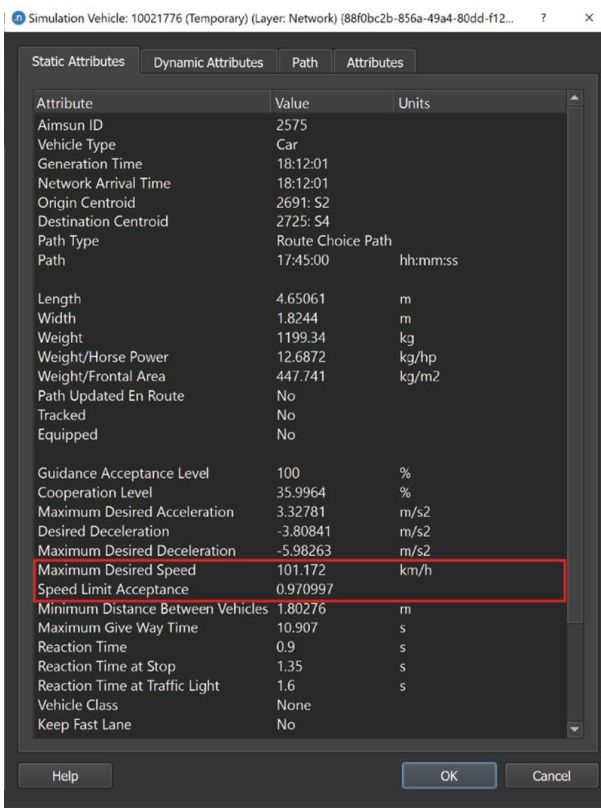 Simulation Vehicle: 10021776 (Temporary) (Layer: Network) {88f0bc2b-856a-49a4-80dd-f12... ? ×
Static Attributes Dynamic Attributes Path Attributes
Attribute Value Units
Aimsun ID 2575
Vehicle Type Car
Generation Time 18:12:01
Network Arrival Time 18:12:01
Origin Centroid 2691: S2
Destination Centroid 2725: S4
Path Type Route Choice Path
Path 17:45:00 hh:mm:ss
Length 4.65061 m
Width 1.8244 m
Weight 1199.34 kg
Weight/Horse Power 12.6872 kg/hp
Weight/Frontal Area 447.741 kg/m2
Path Updated En Route No
Tracked No
Equipped No
Guidance Acceptance Level 100 %
Cooperation Level 35.9964 %
Maximum Desired Acceleration 3.32781 m/s2
Desired Deceleration -3.80841 m/s2
Maximum Desired Deceleration -5.98263 m/s2
Maximum Desired Speed 101.172 km/h
Speed Limit Acceptance 0.970997
Minimum Distance Between Vehicles 1.80276 m
Maximum Give Way Time 10.907 s
Reaction Time 0.9 s
Reaction Time at Stop 1.35 s
Reaction Time at Traffic Light 1.6 s
Vehicle Class None
Keep Fast Lane No
Help OK Cancel